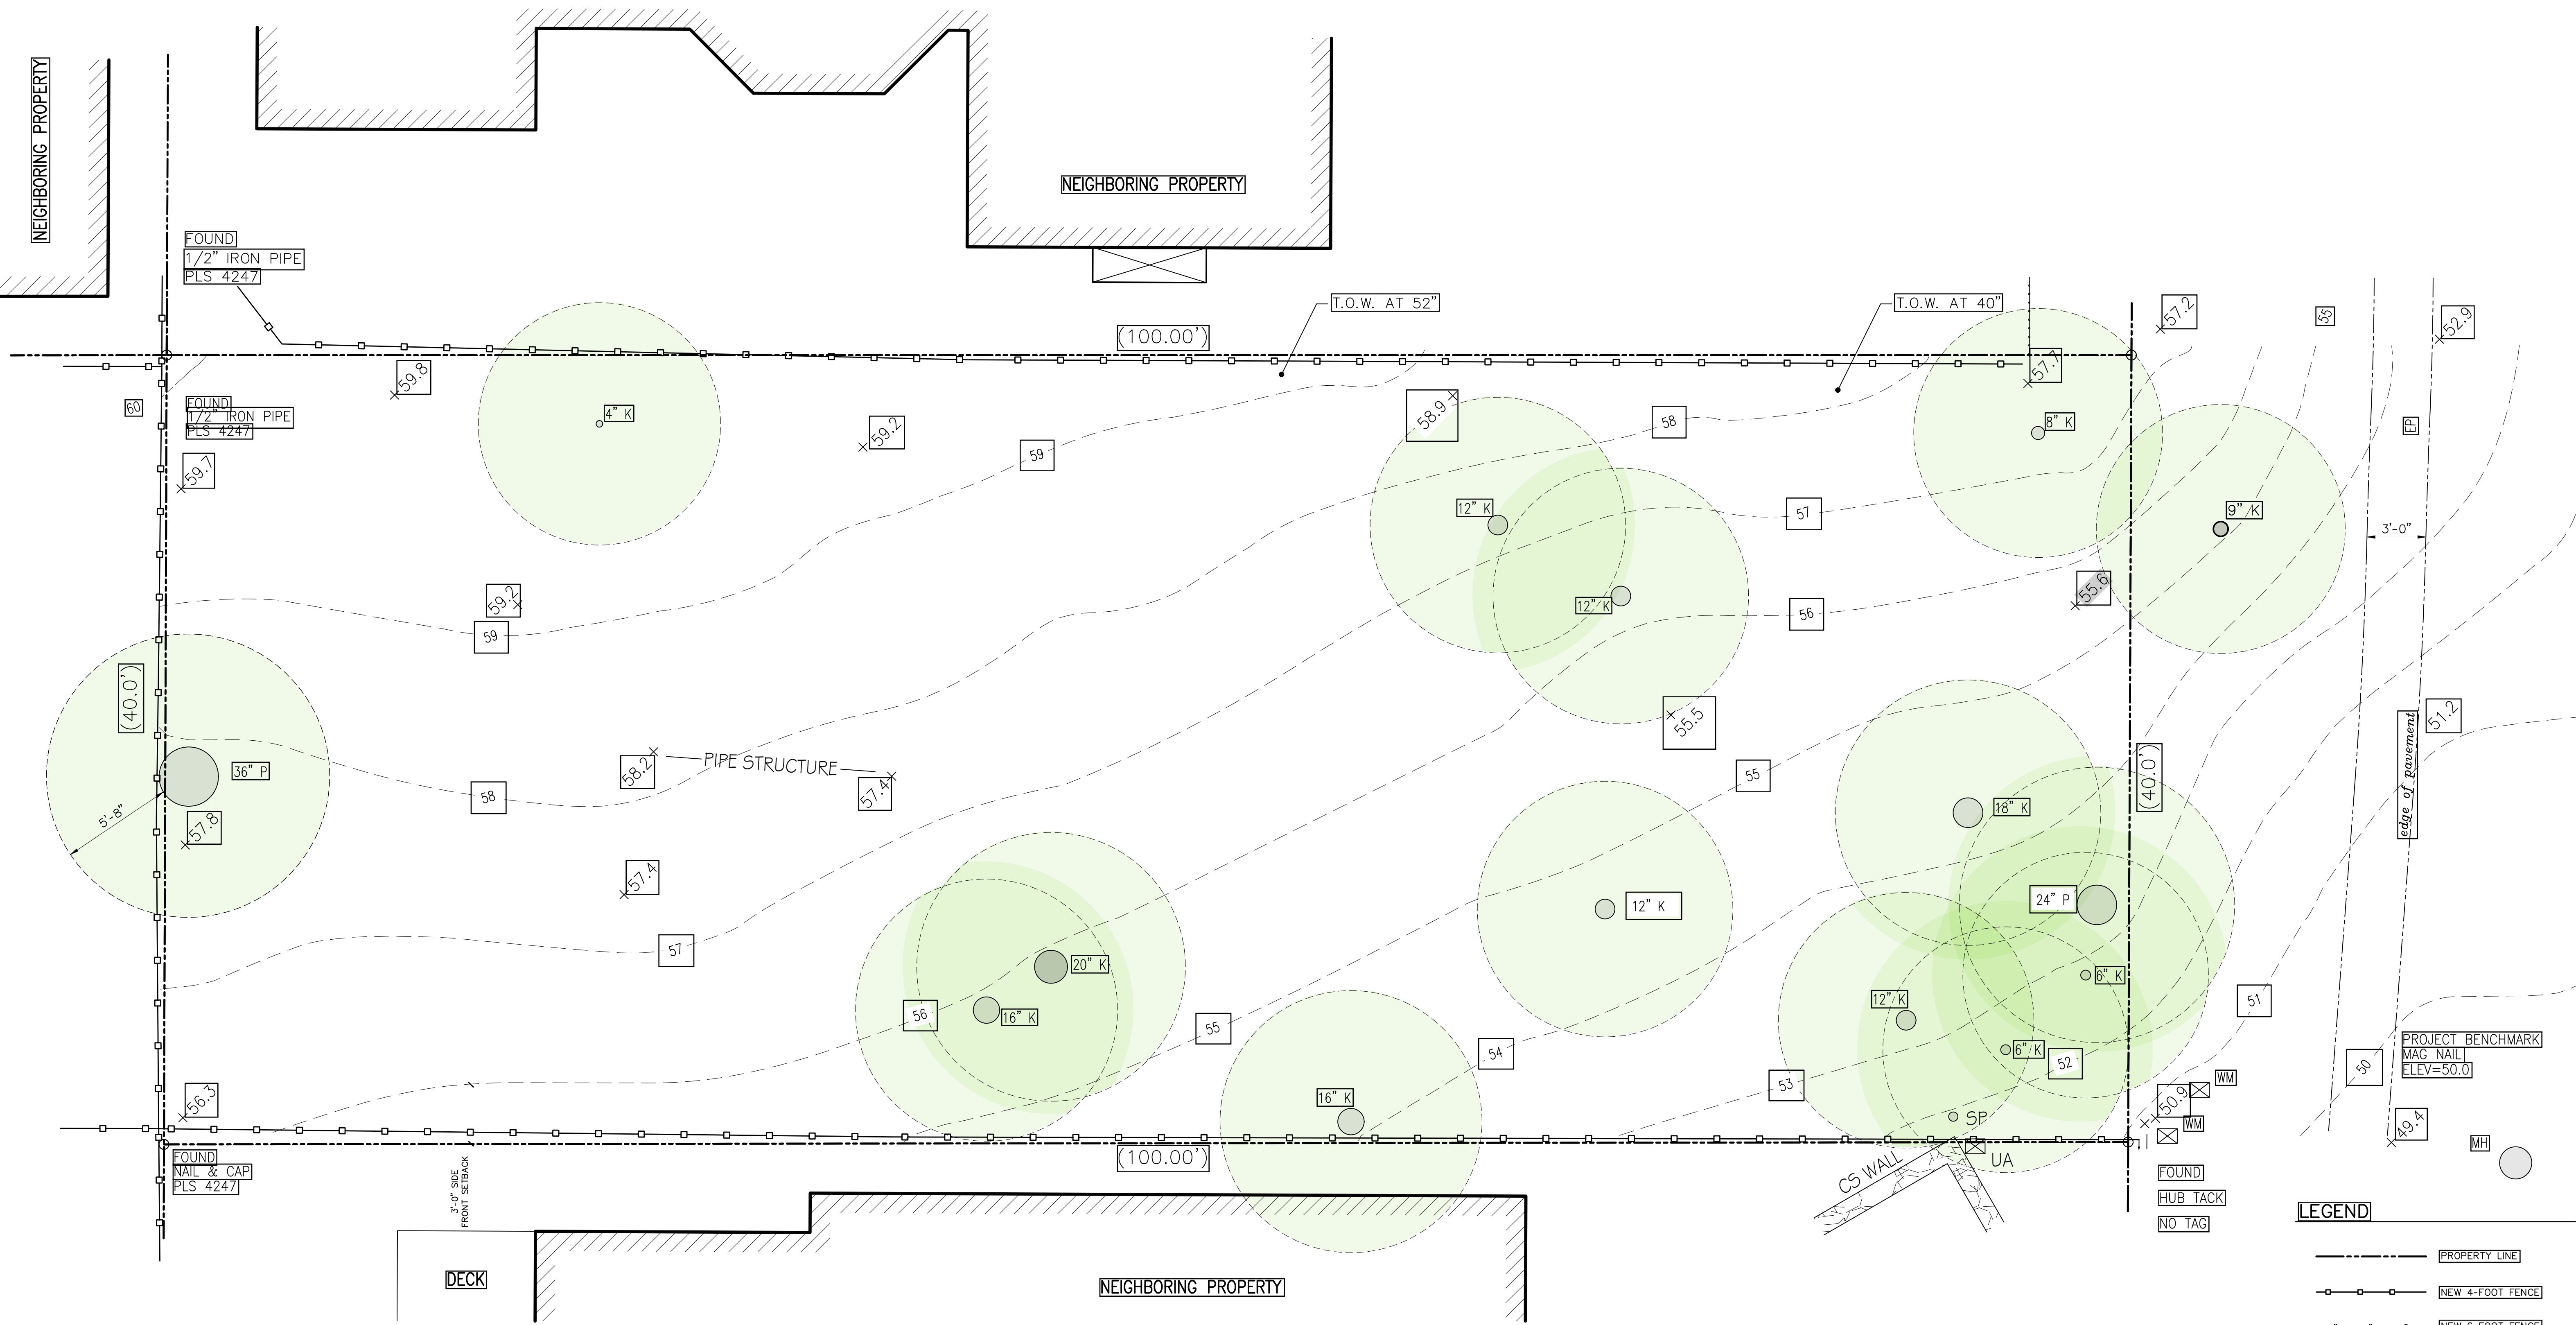 NEIGHBORING PROPERTY
NEIGHBORING PROPERTY
FOUND
1/2" IRON PIPE
PLS 4247
T.O.W. AT 52"
T.O.W. AT 40"
(100.00')
57.2
55
52.9
59.8
57.7
60
FOUND
1/2" IRON PIPE
PLS 4247
4" K
59.2
59
58.9
58
8" K
EP
59.7
12" K
57
9" K
3'-0"
59.2
59
12" K
56
55.6
(40.0')
58.2
PIPE STRUCTURE
57.4
55.5
55
51.2
edge of pavement
(40.0')
36" P
5'-8"
57.8
58
18" K
57.4
12" K
24" P
57
20" K
16" K
56
55
54
12" K
6" K
6" K
52
53
51
50
PROJECT BENCHMARK
MAG NAIL
ELEV=50.0
WM
50.9
WM
49.4
MH
56.3
16" K
SP
FOUND
NAIL & CAP
PLS 4247
3'-0" SIDE
FRONT SETBACK
(100.00')
CS WALL
UA
FOUND
HUB TACK
NO TAG
DECK
NEIGHBORING PROPERTY
LEGEND
PROPERTY LINE
NEW 4-FOOT FENCE